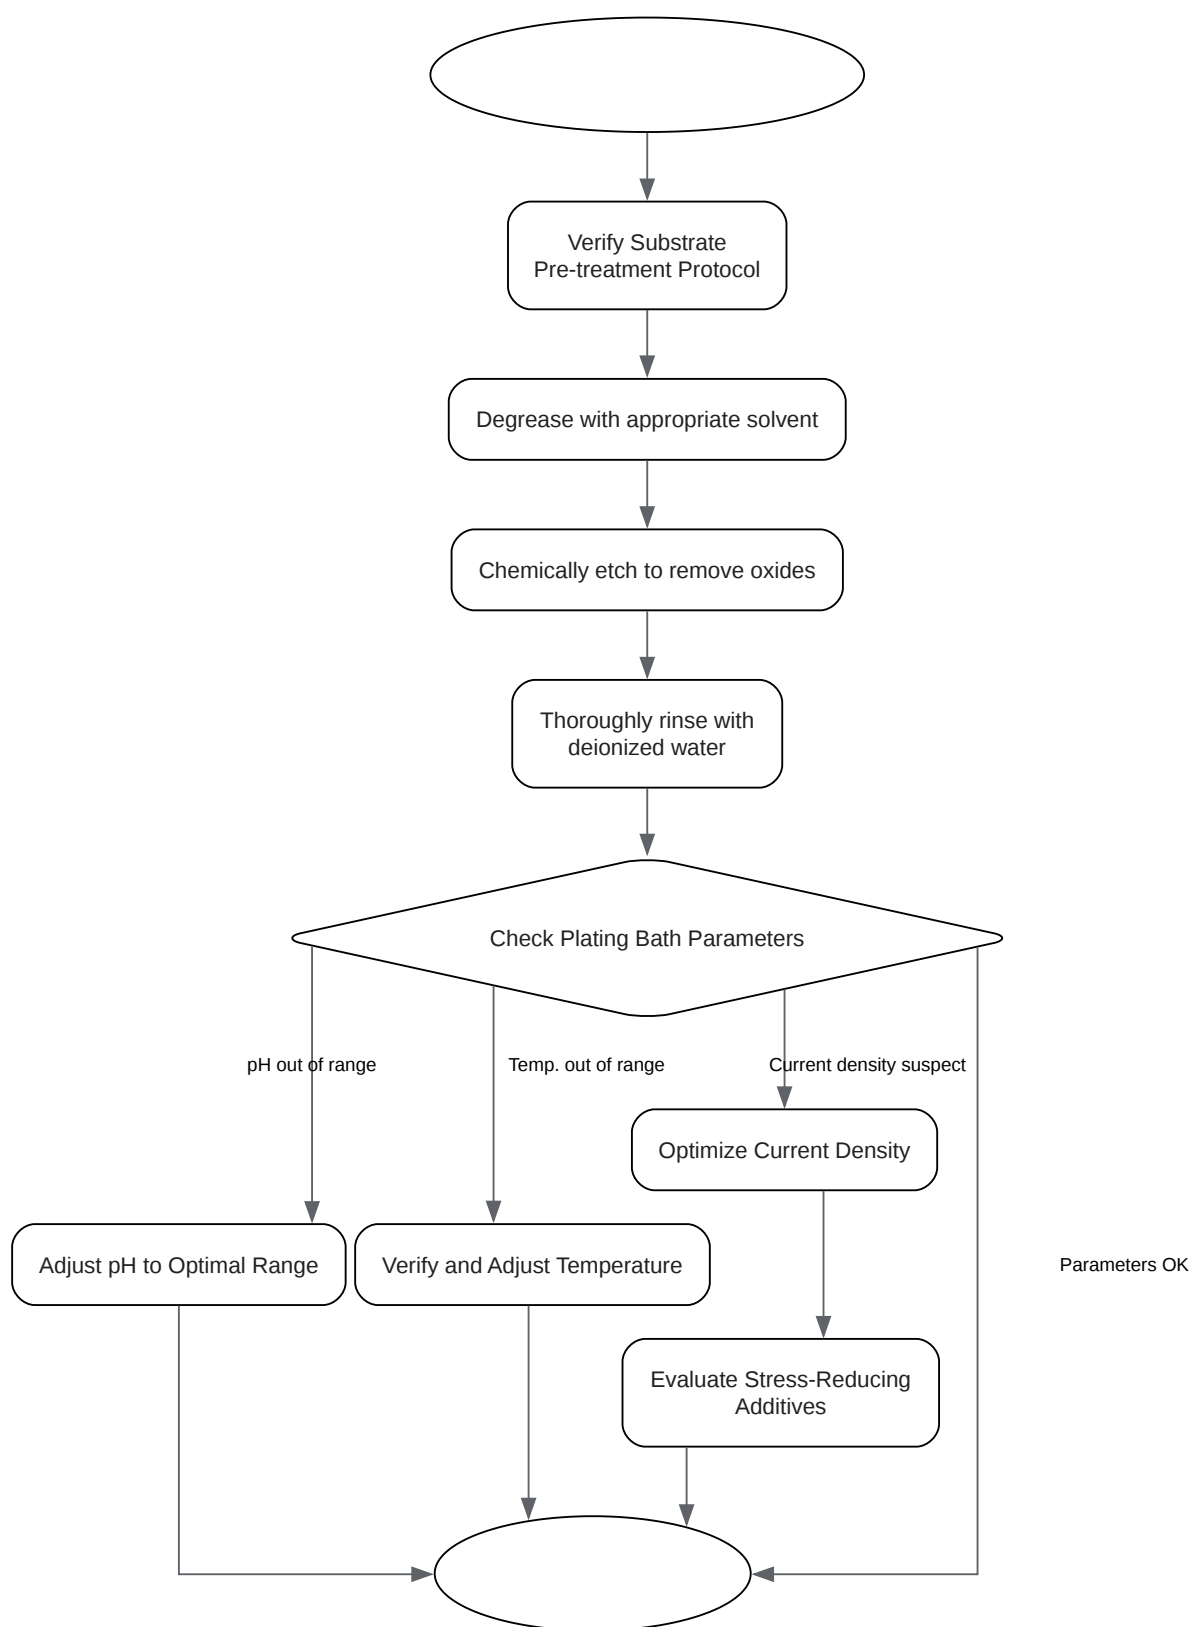 Verify Substrate
Pre-treatment Protocol
Degrease with appropriate solvent
Chemically etch to remove oxides
Thoroughly rinse with
deionized water
Check Plating Bath Parameters
pH out of range
Temp. out of range
Current density suspect
Optimize Current Density
Adjust pH to Optimal Range
Verify and Adjust Temperature
Parameters OK
Evaluate Stress-Reducing
Additives